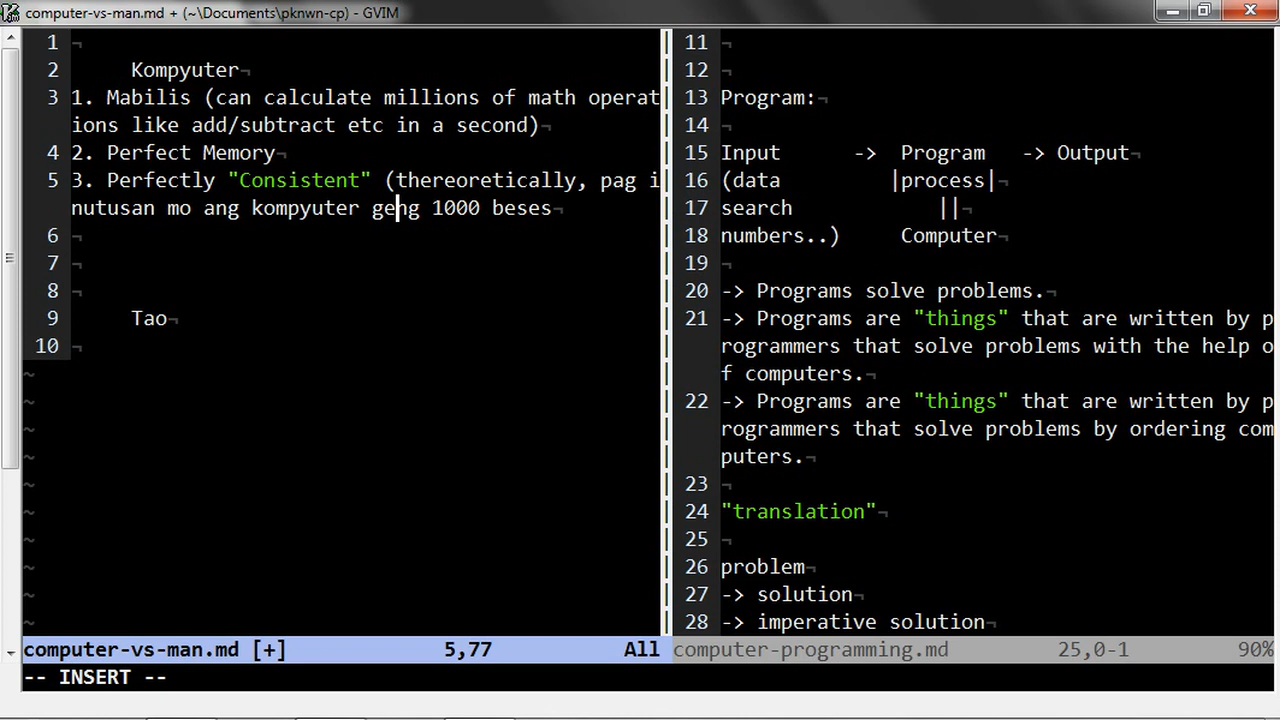 computer-vs-man.md + (~\Documents\pknwn-cp) - GVIM
1 ¬
2 Kompyuter¬
3 1. Mabilis (can calculate millions of math operat
ions like add/subtract etc in a second)¬
4 2. Perfect Memory¬
5 3. Perfectly "Consistent" (thereoretically, pag i
nutusan mo ang kompyuter geng 1000 beses¬
6 ¬
7 ¬
8 ¬
9 Tao¬
10 ¬
~
~
~
~
~
~
~
~
~
~
computer-vs-man.md [+] 5,77 All
-- INSERT --
11 ¬
12 ¬
13 Program:¬
14 ¬
15 Input -> Program -> Output¬
16 (data |process|
17 search ||¬
18 numbers..) Computer¬
19 ¬
20 -> Programs solve problems.¬
21 -> Programs are "things" that are written by p
rogrammers that solve problems with the help o
f computers.¬
22 -> Programs are "things" that are written by p
rogrammers that solve problems by ordering com
puters.¬
23 ¬
24 "translation"¬
25 ¬
26 problem¬
27 -> solution¬
28 -> imperative solution¬
computer-programming.md 25,0-1 90%